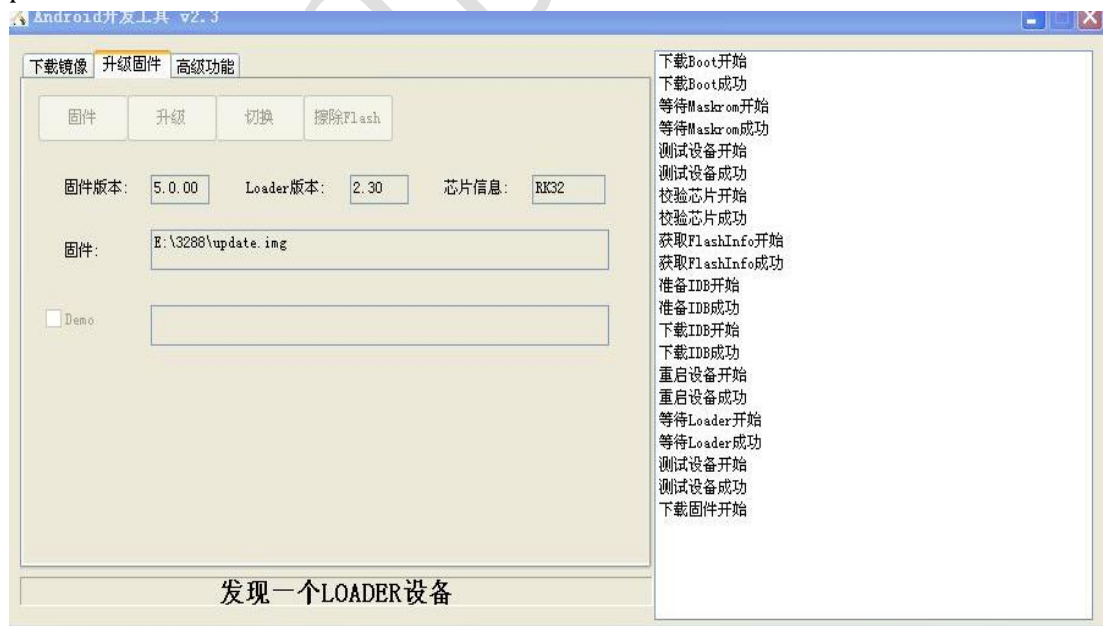 Android开发工具 v2.3
下载镜像 升级固件 高级功能
固件 升级 切换 擦除Flash
固件版本: 5.0.00 Loader版本: 2.30 芯片信息: RK32
固件: E:\3288\update.img
Demo
发现一个LOADER设备
下载Boot开始
下载Boot成功
等待Maskrom开始
等待Maskrom成功
测试设备开始
测试设备成功
校验芯片开始
校验芯片成功
获取FlashInfo开始
获取FlashInfo成功
准备IDB开始
准备IDB成功
下载IDB开始
下载IDB成功
重启设备开始
重启设备成功
等待Loader开始
等待Loader成功
测试设备开始
测试设备成功
下载固件开始